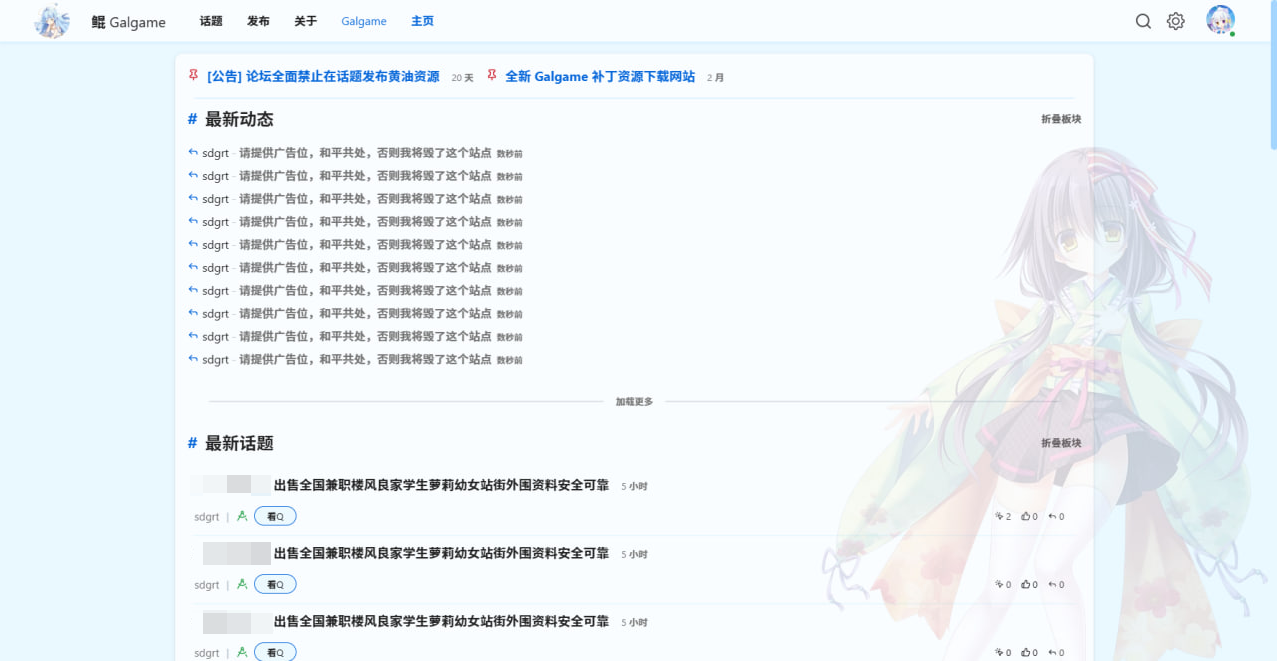 鲲 Galgame 话题 发布 关于 Galgame 主页
[公告] 论坛全面禁止在话题发布黄油资源 20 天 全新 Galgame 补丁资源下载网站 2 月
# 最新动态 折叠板块
sdgrt - 请提供广告位，和平共处，否则我将毁了这个站点 数秒前
sdgrt - 请提供广告位，和平共处，否则我将毁了这个站点 数秒前
sdgrt - 请提供广告位，和平共处，否则我将毁了这个站点 数秒前
sdgrt - 请提供广告位，和平共处，否则我将毁了这个站点 数秒前
sdgrt - 请提供广告位，和平共处，否则我将毁了这个站点 数秒前
sdgrt - 请提供广告位，和平共处，否则我将毁了这个站点 数秒前
sdgrt - 请提供广告位，和平共处，否则我将毁了这个站点 数秒前
sdgrt - 请提供广告位，和平共处，否则我将毁了这个站点 数秒前
sdgrt - 请提供广告位，和平共处，否则我将毁了这个站点 数秒前
sdgrt - 请提供广告位，和平共处，否则我将毁了这个站点 数秒前
加载更多
# 最新话题 折叠板块
出售全国兼职楼风良家学生萝莉幼女站街外围资料安全可靠 5 小时
sdgrt | 看Q 2 0 0
出售全国兼职楼风良家学生萝莉幼女站街外围资料安全可靠 5 小时
sdgrt | 看Q 0 0 0
出售全国兼职楼风良家学生萝莉幼女站街外围资料安全可靠 5 小时
sdgrt | 看Q 0 0 0